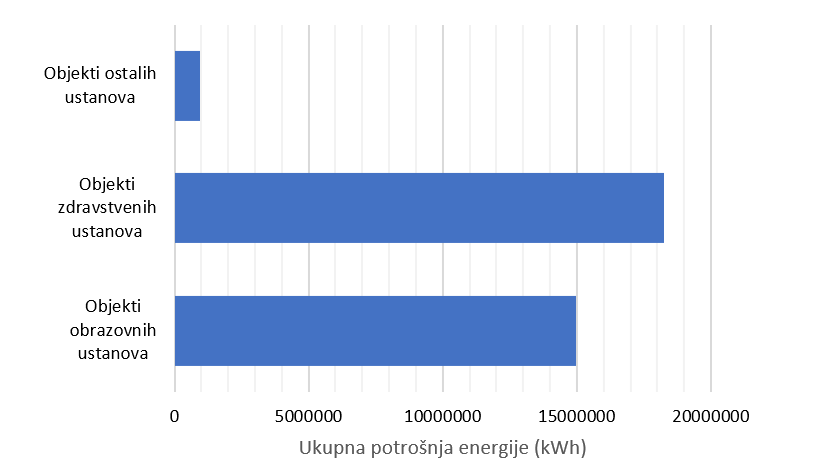 Objekti ostalih
ustanova
Objekti
zdravstvenih
ustanova
Objekti
obrazovnih
ustanova
0 5000000 10000000 15000000 20000000
Ukupna potrošnja energije (kWh)